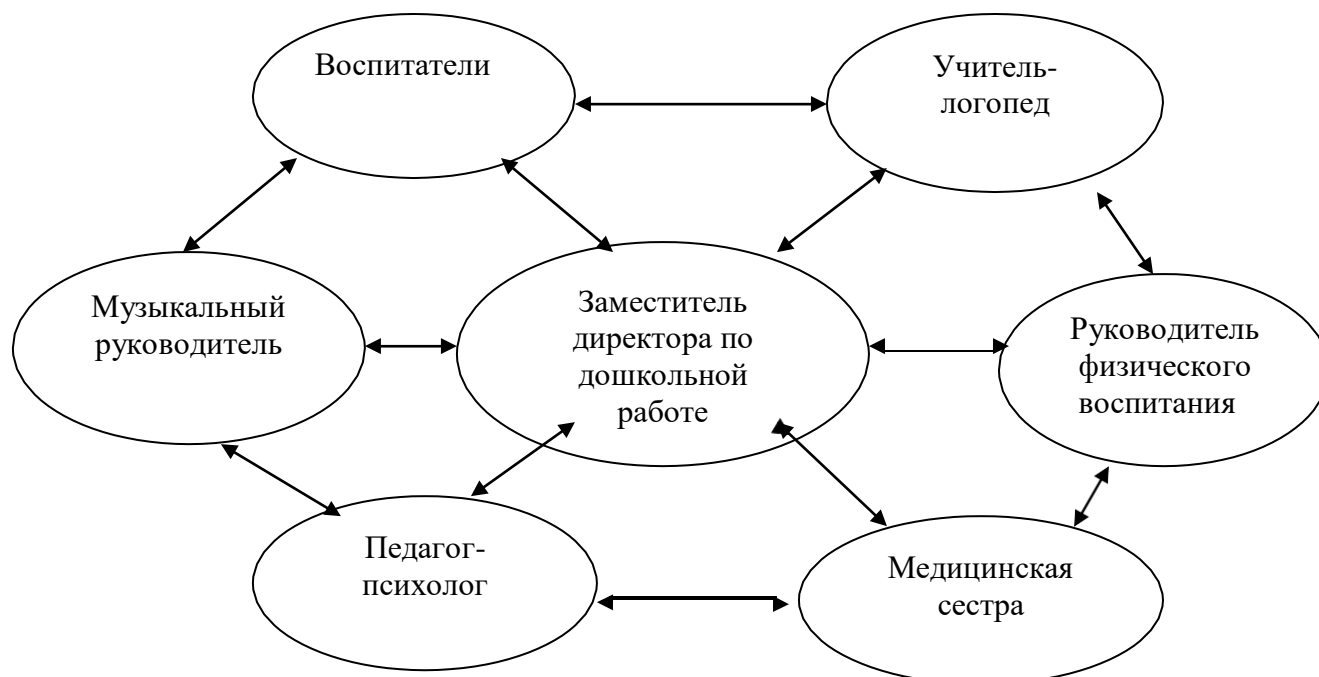 Воспитатели
Учитель-
логопед
Музыкальный
руководитель
Заместитель
директора по
дошкольной
работе
Руководитель
физического
воспитания
Педагог-
психолог
Медицинская
сестра